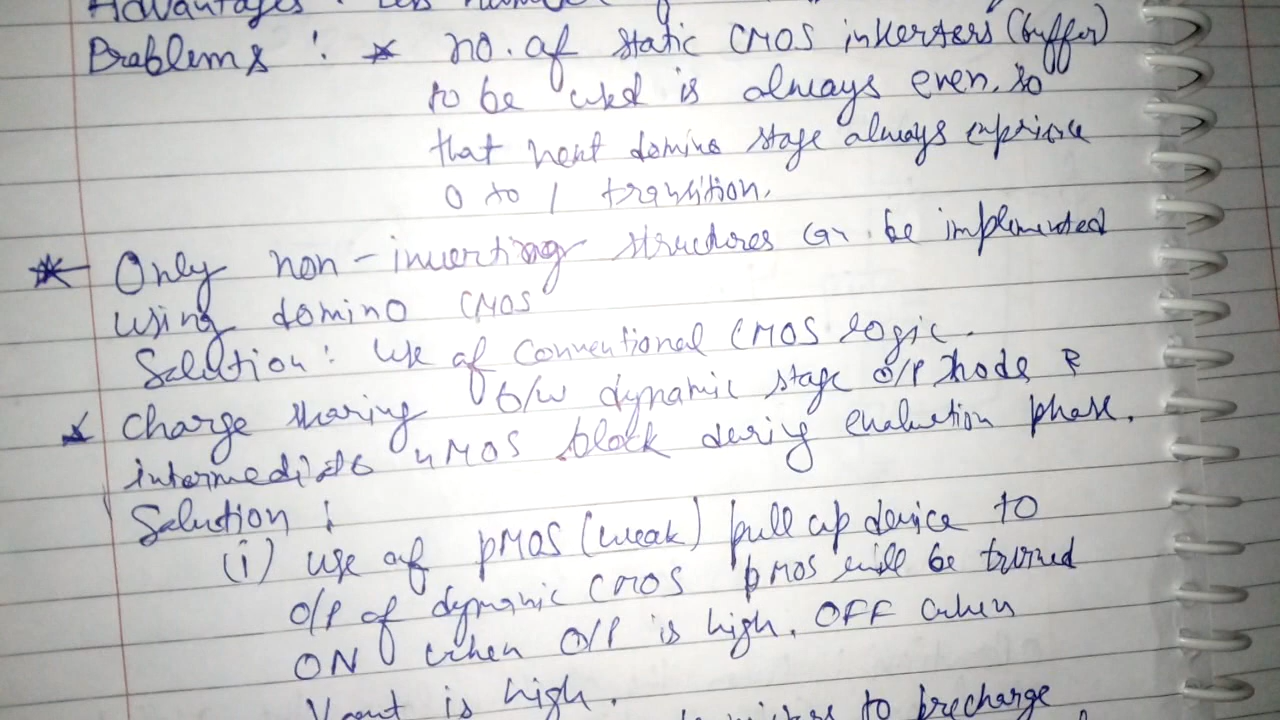 Advantages : Less number
Problems : * no. of static CMOS inverters (buffer)
to be used is always even, so
that next domino stage always exprience
0 to 1 transition.
* Only non-inverting structures can be implemented
using domino CMOS
Solution : Use of Conventional CMOS logic.
* Charge sharing b/w dynamic stage O/P node &
intermediate nMOS block during evaluation phase.
Solution :
(i) Use of pMOS (weak) pull up device to
O/P of dynamic CMOS pMOS will be turned
ON when O/P is high. OFF when
Vout is high.
to precharge